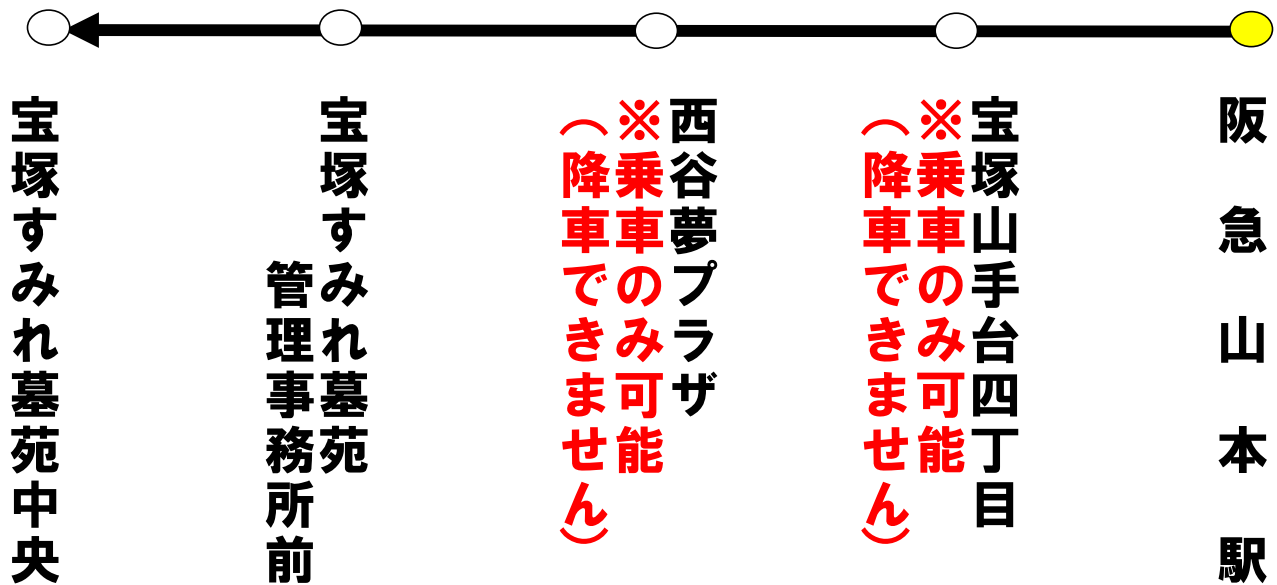 阪急山本駅
宝塚山手台四丁目
※乗車のみ可能
（降車できません）
西谷夢プラザ
※乗車のみ可能
（降車できません）
宝塚すみれ墓苑
管理事務所前
宝塚すみれ墓苑中央